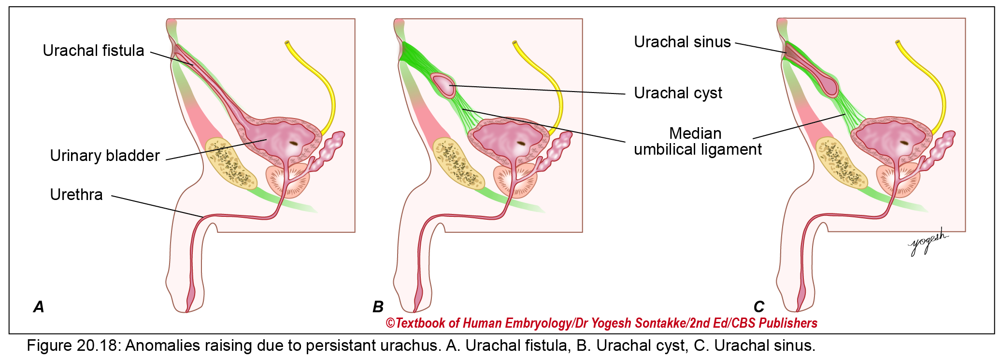 Urachal fistula
Urinary bladder
Urethra
A
Urachal sinus
Urachal cyst
Median
umbilical ligament
B
C
yogesh
©Textbook of Human Embryology/Dr Yogesh Sontakke/2nd Ed/CBS Publishers
Figure 20.18: Anomalies raising due to persistant urachus. A. Urachal fistula, B. Urachal cyst, C. Urachal sinus.